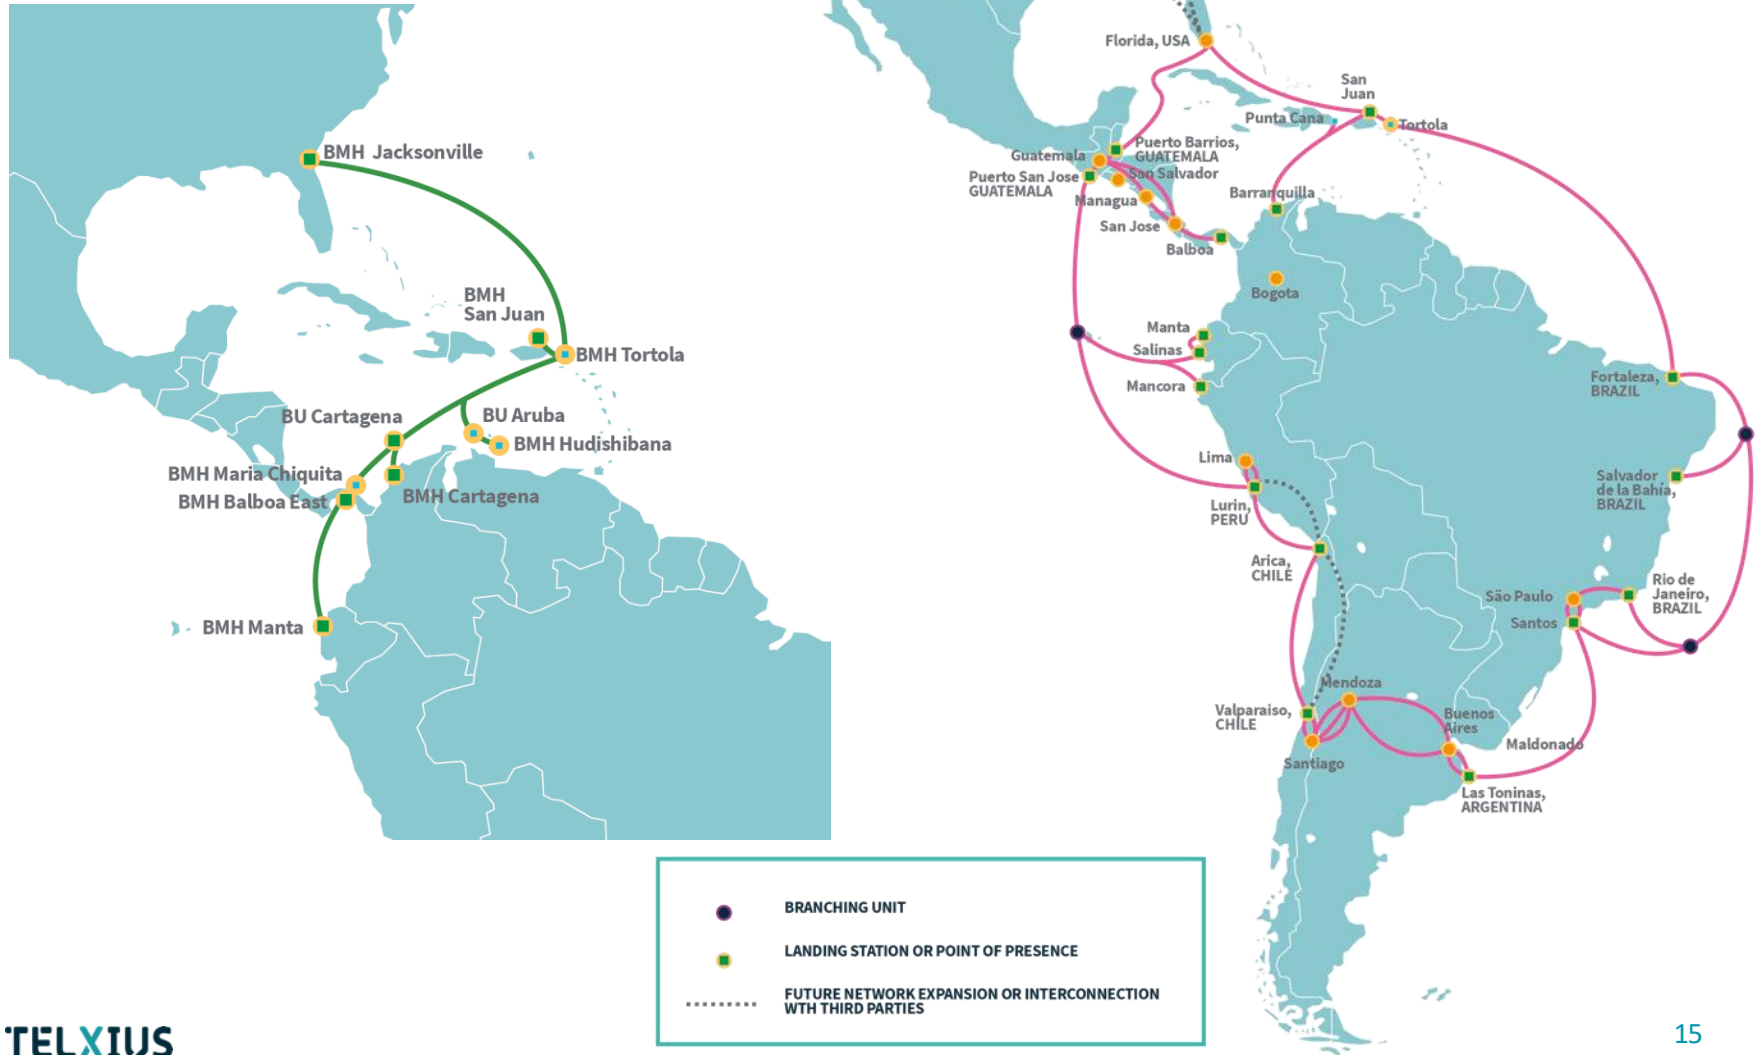 BMH Jacksonville
BMH
San Juan
BMH Tortola
BU Cartagena
BU Aruba
BMH Hudishibana
BMH Maria Chiquita
BMH Balboa East
BMH Cartagena
BMH Manta
Florida, USA
San
Juan
Punta Cana
Tortola
Puerto Barrios,
GUATEMALA
Guatemala
San Salvador
Puerto San Jose
GUATEMALA
Managua
Barranquilla
San Jose
Balboa
Bogota
Manta
Salinas
Mancora
Fortaleza,
BRAZIL
Lima
Salvador
de la Bahía,
BRAZIL
Lurin,
PERU
Arica,
CHILE
São Paulo
Rio de
Janeiro,
BRAZIL
Santos
Mendoza
Valparaiso,
CHILE
Buenos
Aires
Maldonado
Santiago
Las Toninas,
ARGENTINA
BRANCHING UNIT
LANDING STATION OR POINT OF PRESENCE
FUTURE NETWORK EXPANSION OR INTERCONNECTION
WTH THIRD PARTIES
TELXIUS
15